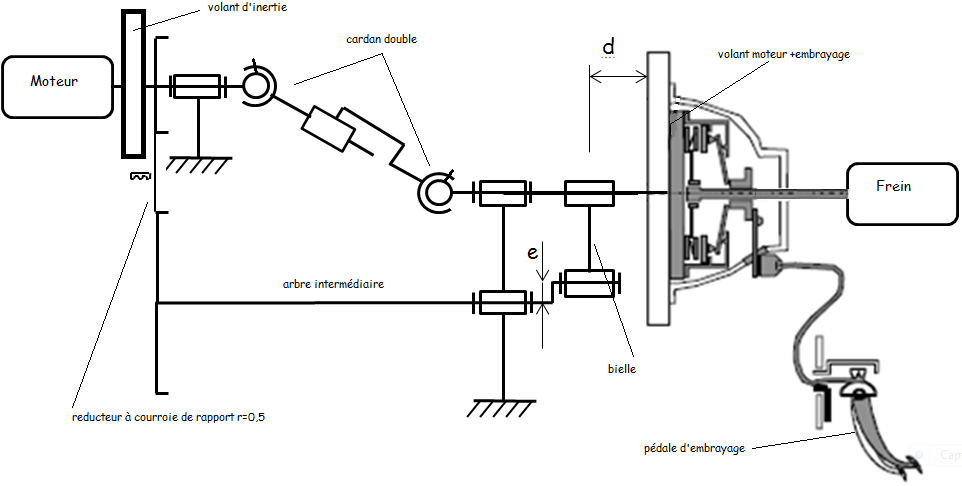 volant d'inertie
cardan double
d
volant moteur +embrayage
Moteur
Frein
e
arbre intermédiaire
bielle
reducteur à courroie de rapport r=0,5
pédale d'embrayage
Cap